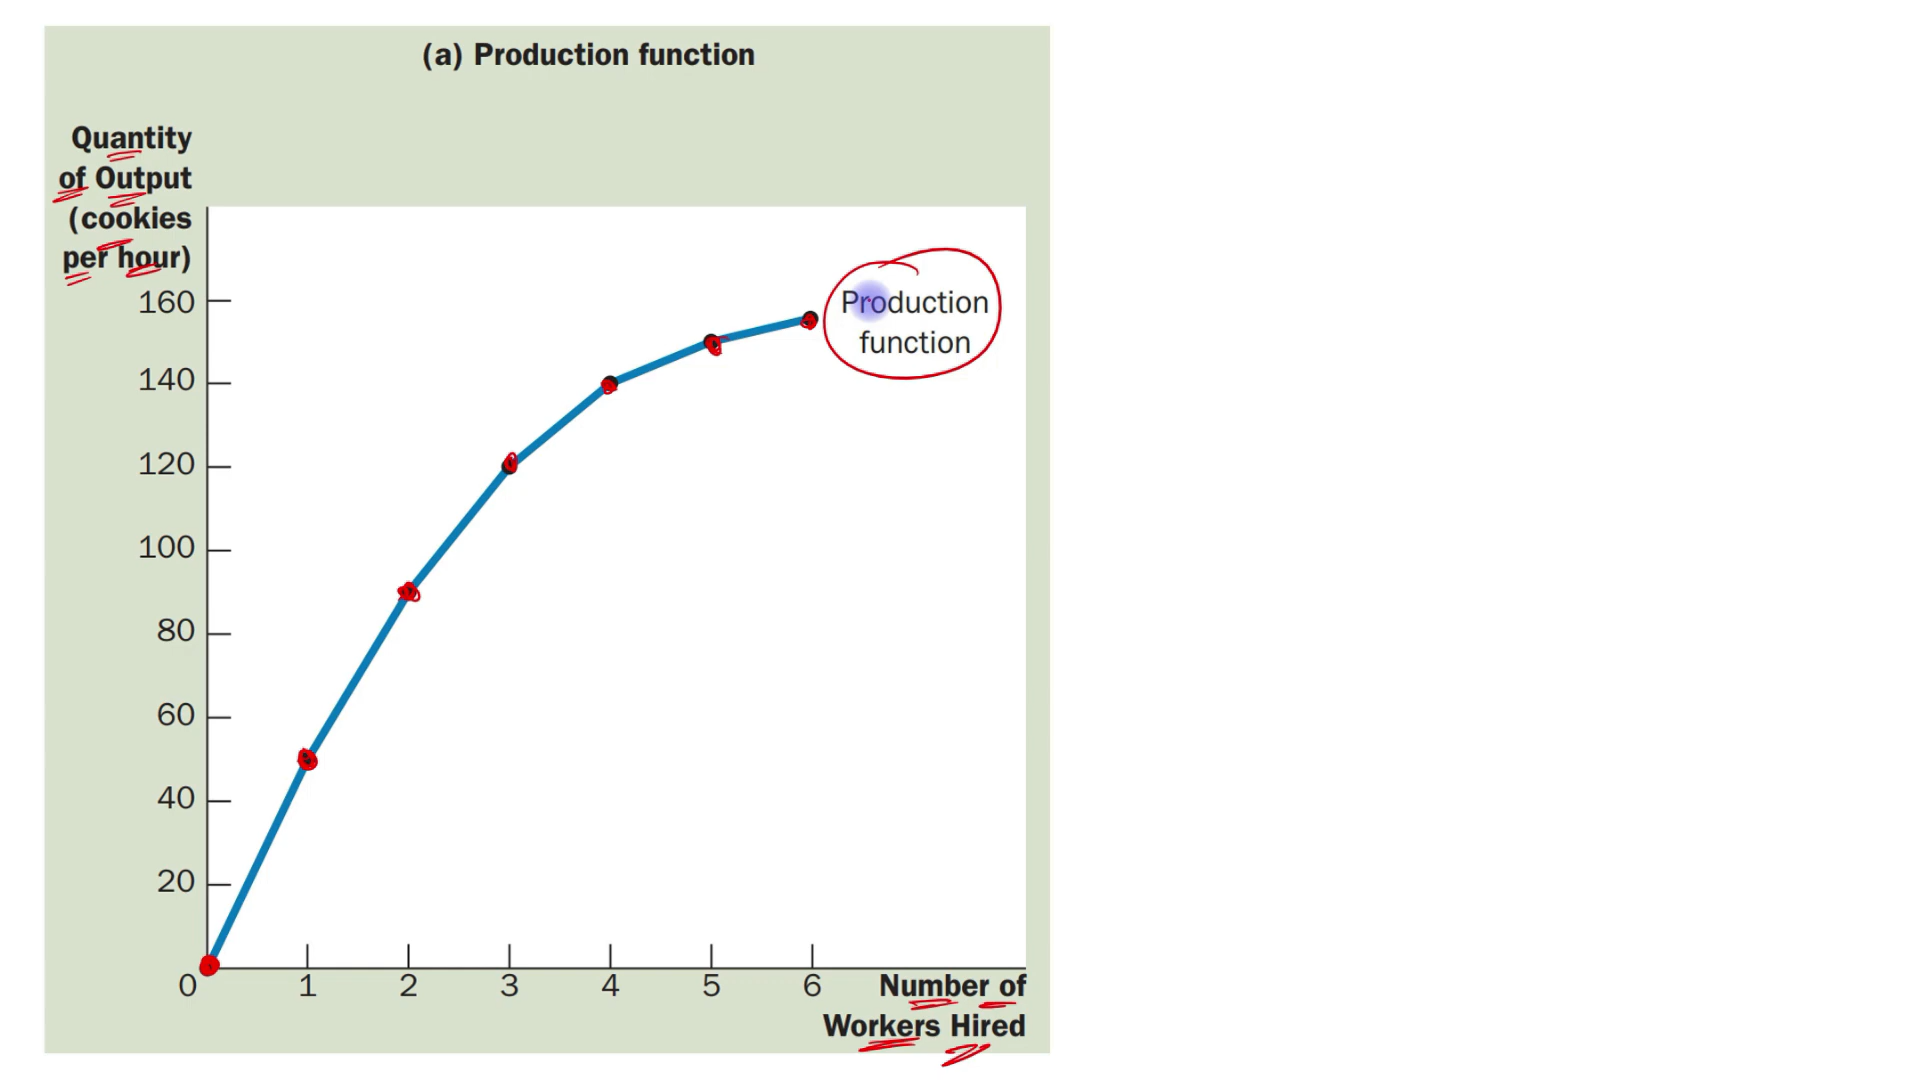 (a) Production function
Quantity
of Output
(cookies
per hour)
160
140
120
100
80
60
40
20
0
1
2
3
4
5
6
Production
function
Number of
Workers Hired